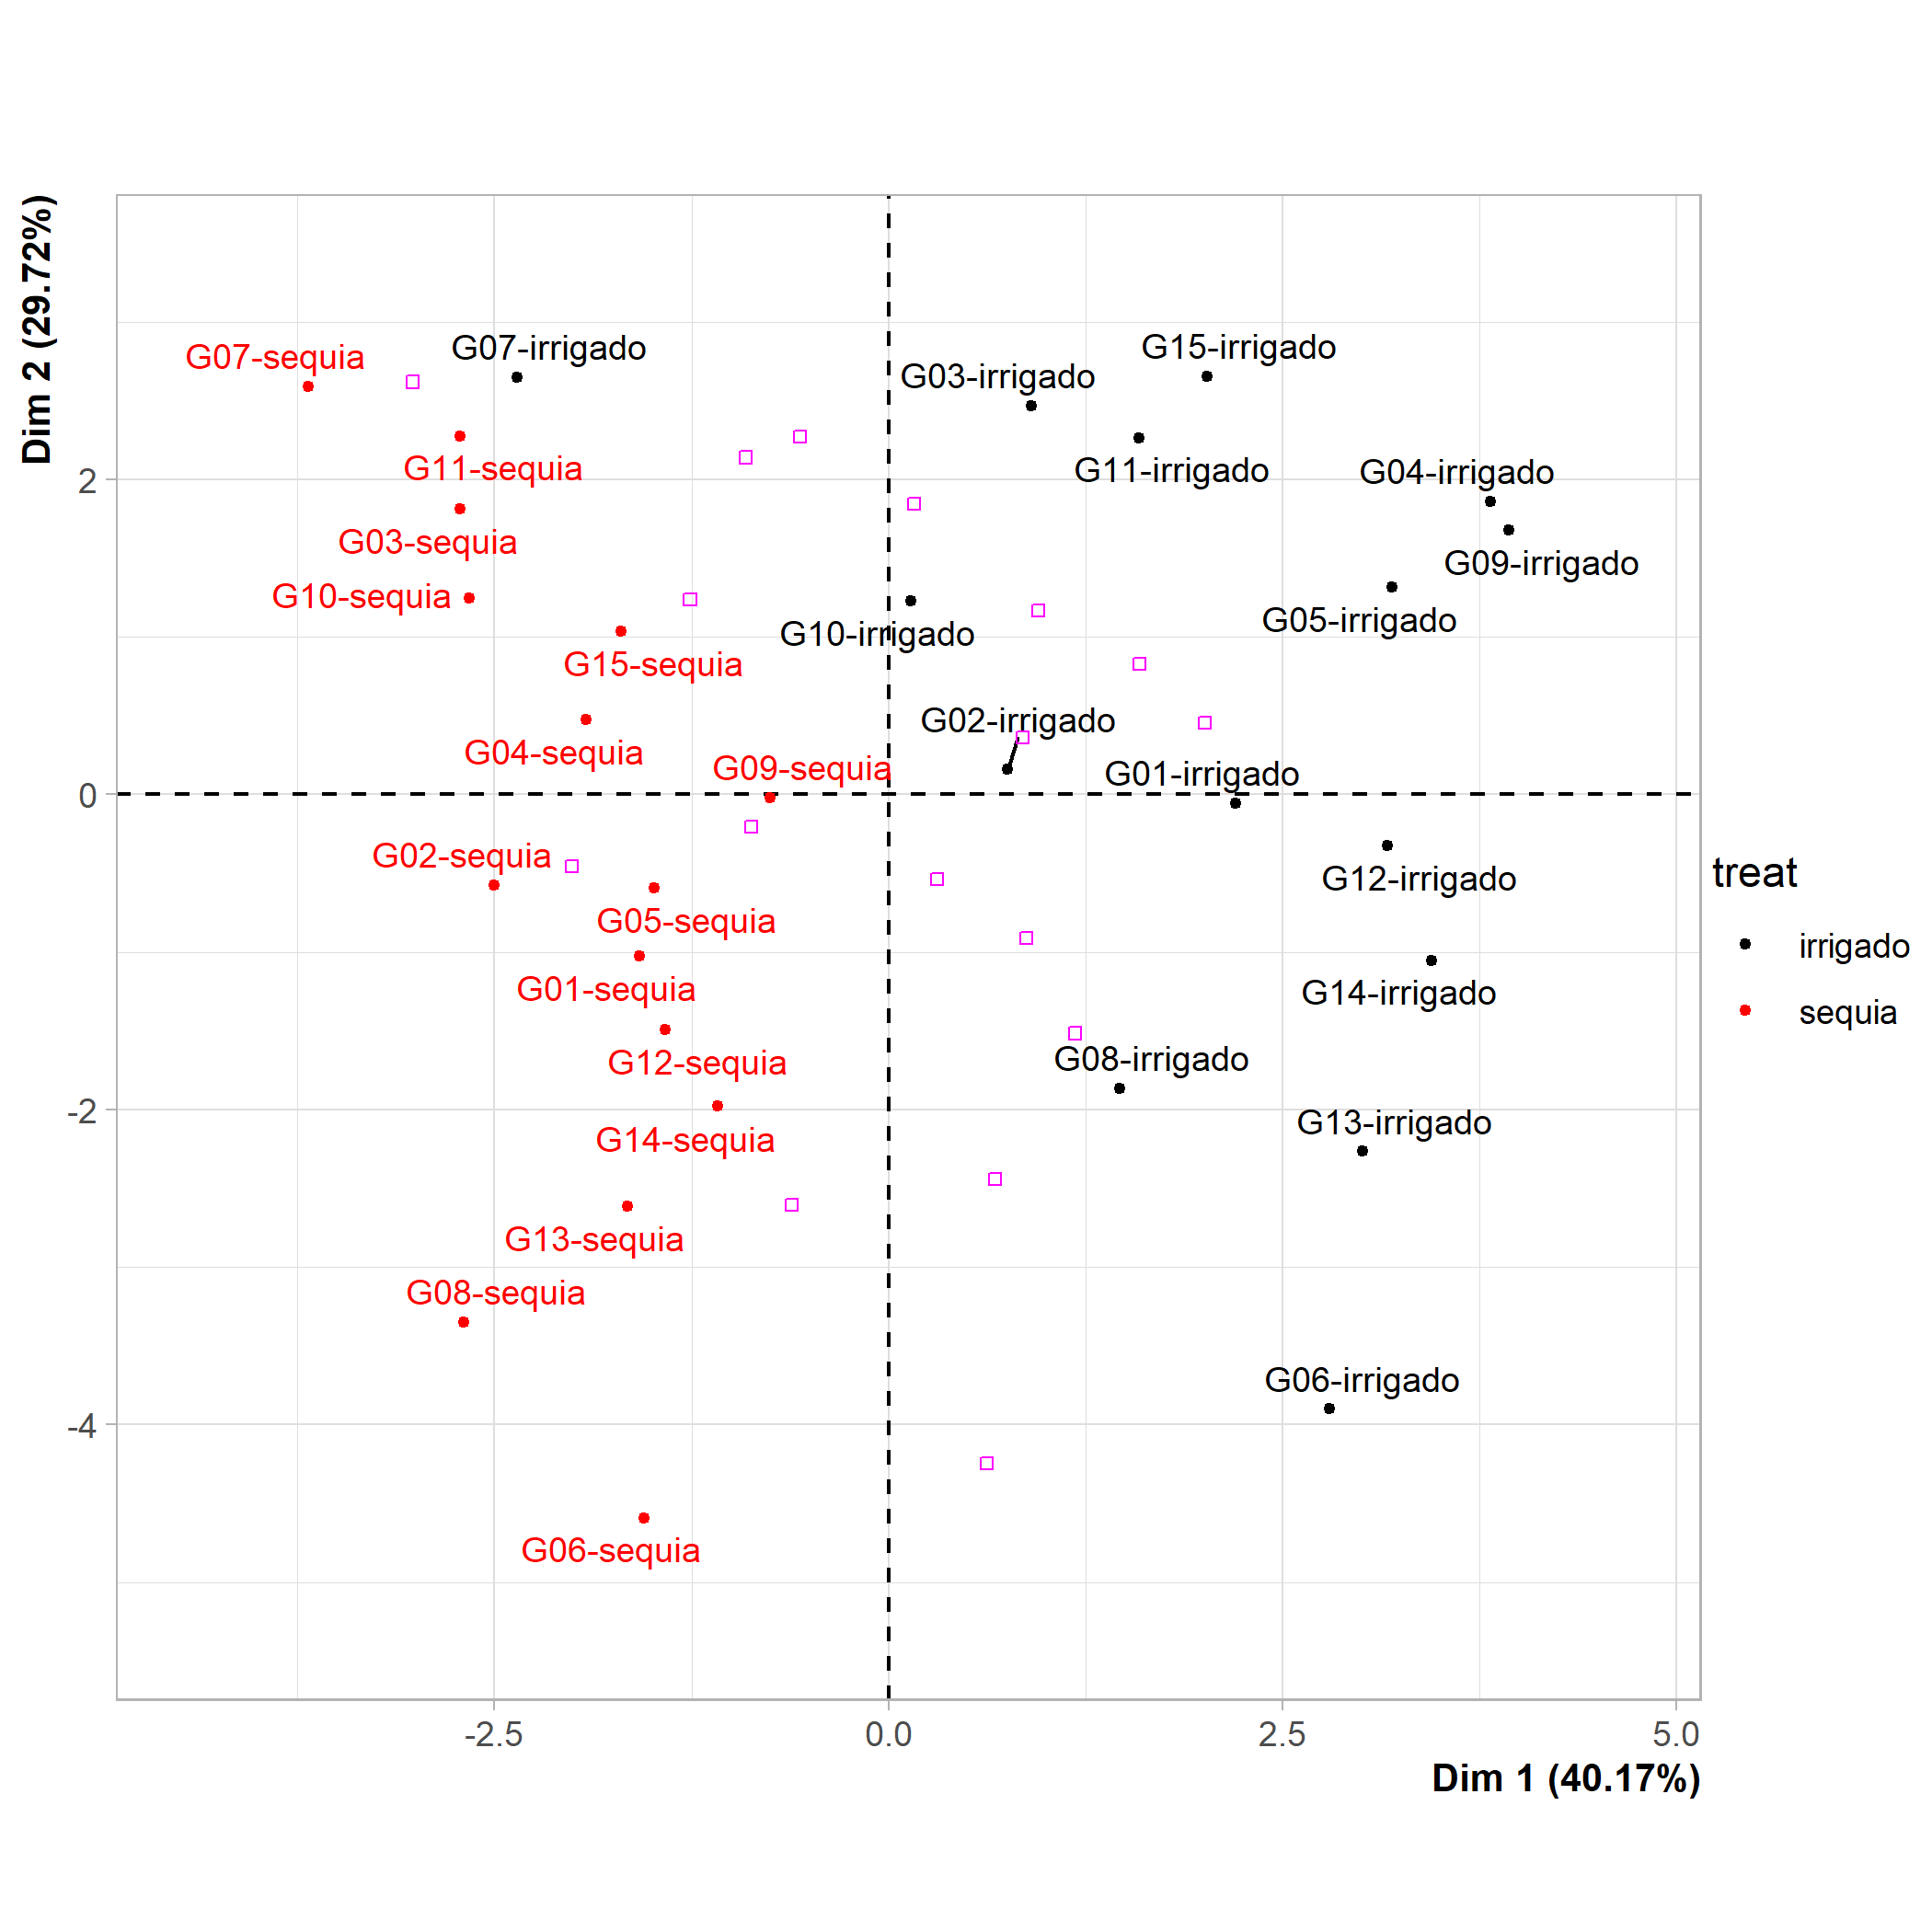 Dim 2 (29.72%)
G07-sequia
G07-irrigado
G15-irrigado
G03-irrigado
G11-sequia
G11-irrigado
G04-irrigado
2
G03-sequia
G09-irrigado
G10-sequia
G10-irrigado
G05-irrigado
G15-sequia
G02-irrigado
G04-sequia
G09-sequia
G01-irrigado
0
G02-sequia
G12-irrigado
treat
G05-sequia
irrigado
G01-sequia
G14-irrigado
sequia
G12-sequia
G08-irrigado
-2
G14-sequia
G13-irrigado
G13-sequia
G08-sequia
G06-irrigado
-4
G06-sequia
-2.5
0.0
2.5
5.0
Dim 1 (40.17%)